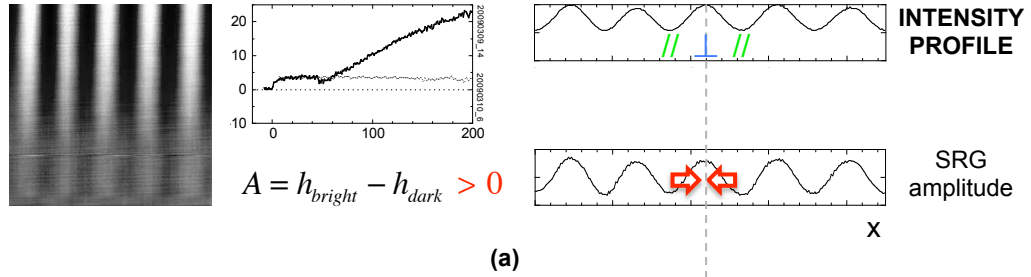 20
10
0
-10
0
100
200
20090309_14
20090310_6
A = h_bright − h_dark > 0
INTENSITY
PROFILE
//
⊥
//
SRG
amplitude
x
(a)